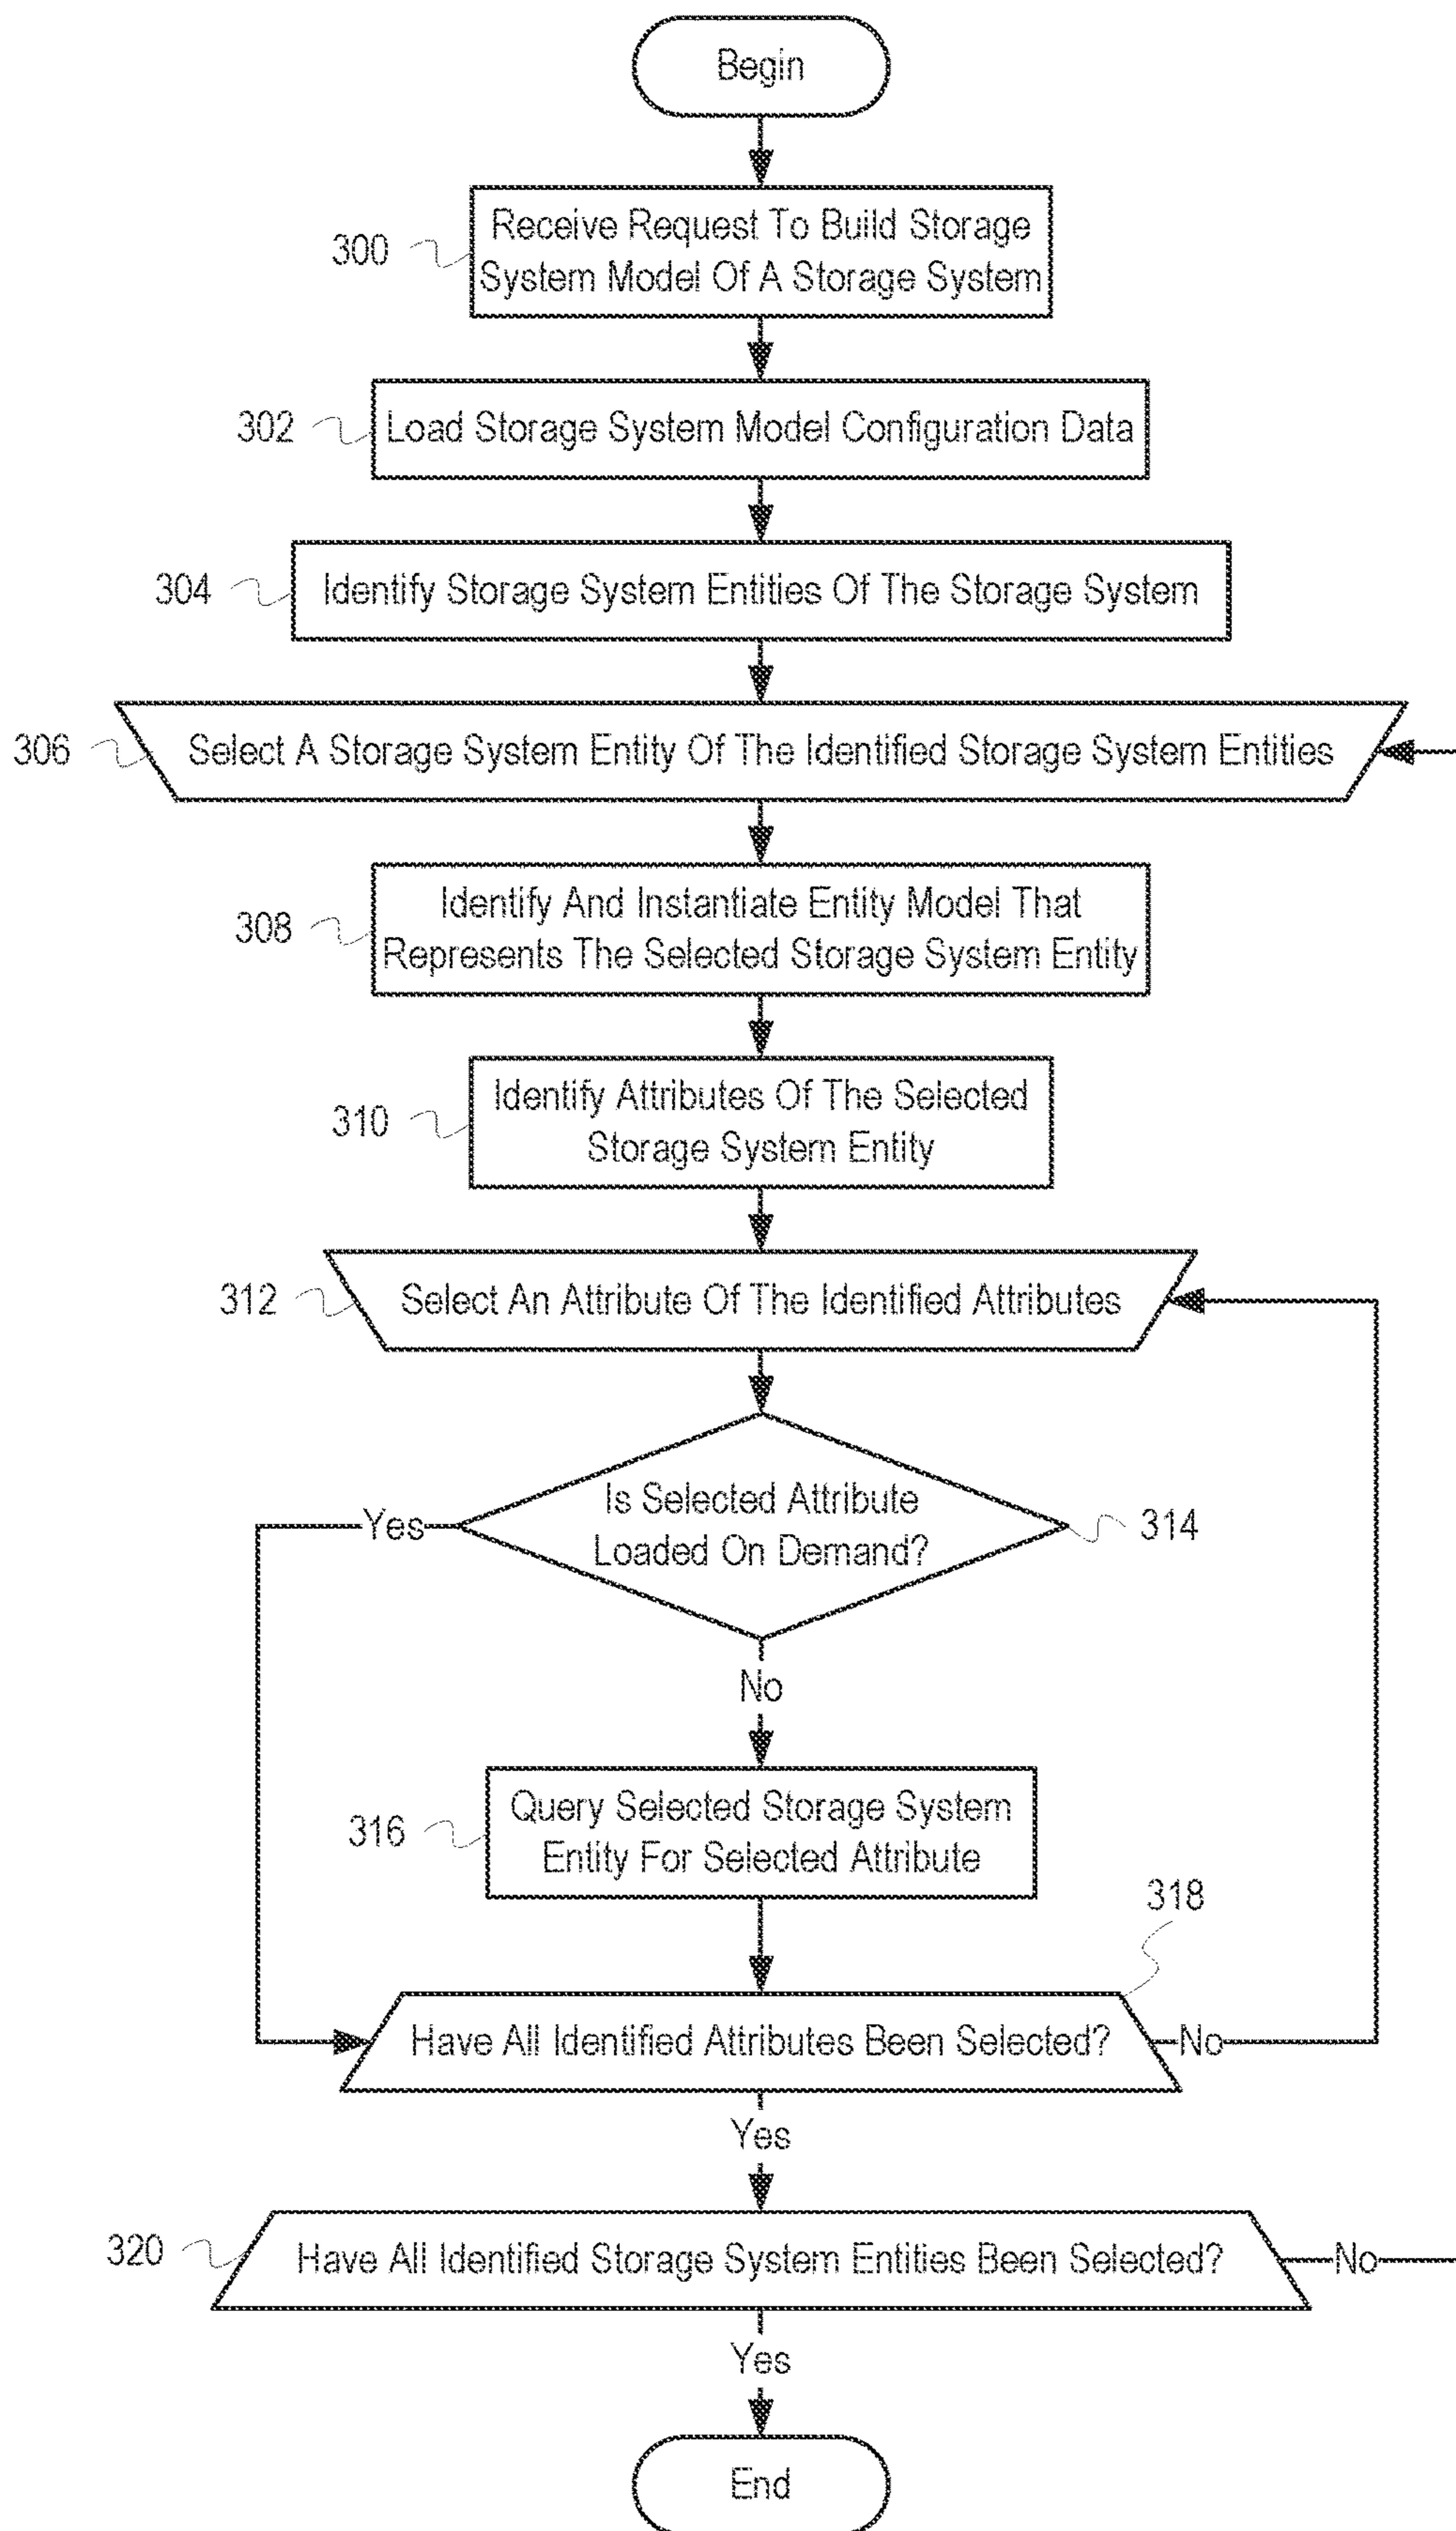 Begin
300
Receive Request To Build Storage
System Model Of A Storage System
302
Load Storage System Model Configuration Data
304
Identify Storage System Entities Of The Storage System
306
Select A Storage System Entity Of The Identified Storage System Entities
308
Identify And Instantiate Entity Model That
Represents The Selected Storage System Entity
310
Identify Attributes Of The Selected
Storage System Entity
312
Select An Attribute Of The Identified Attributes
Yes
Is Selected Attribute
Loaded On Demand?
314
No
316
Query Selected Storage System
Entity For Selected Attribute
318
Have All Identified Attributes Been Selected?
No
Yes
320
Have All Identified Storage System Entities Been Selected?
No
Yes
End